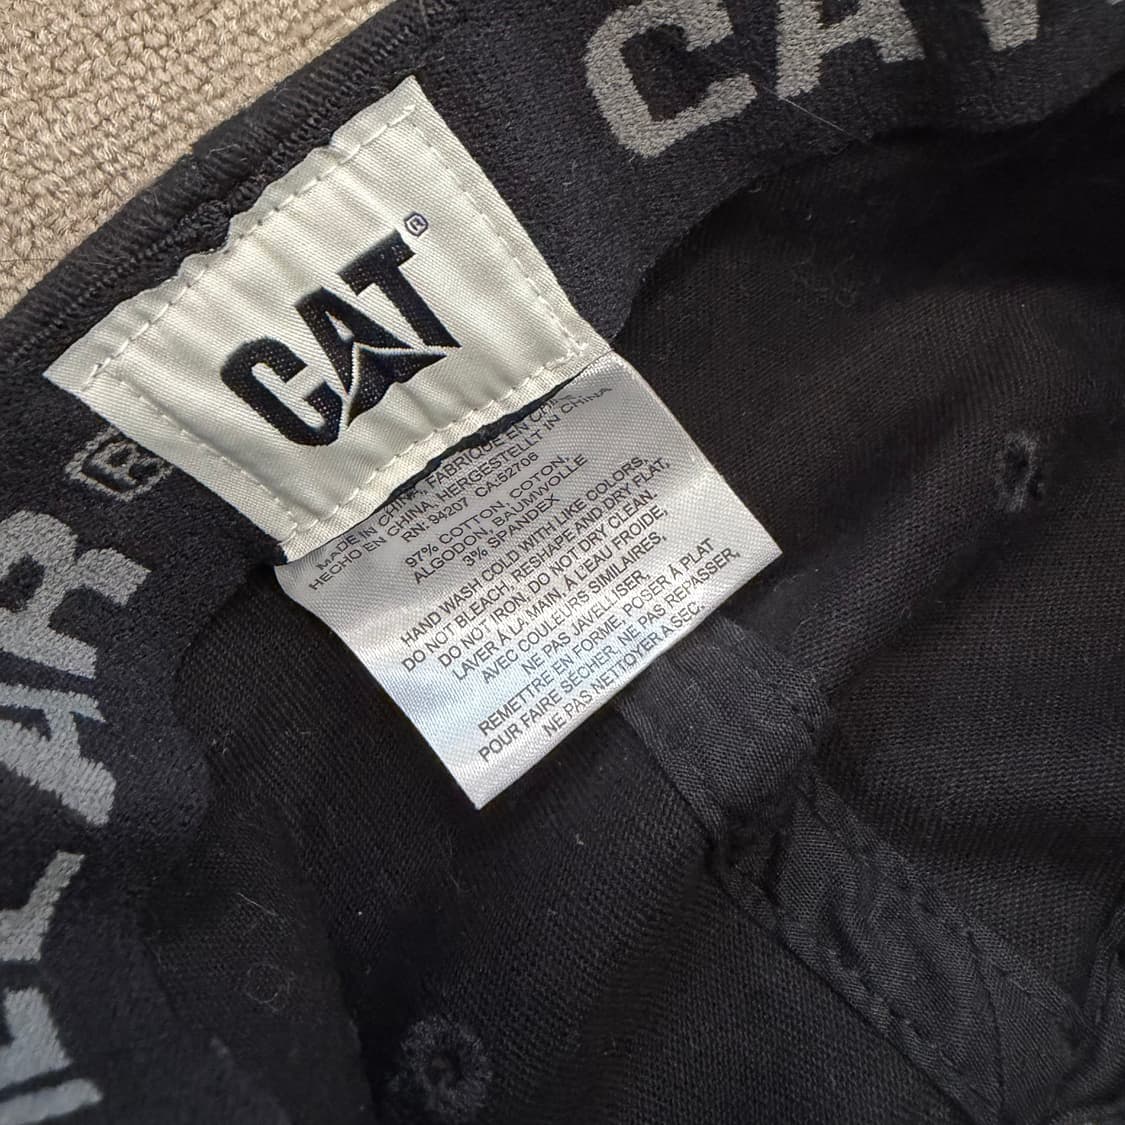 CAT
CAT®
®
MADE IN CHINA, FABRIQUÉ EN CHINE
HECHO EN CHINA, HERGESTELLT IN CHINA
RN: 94207 CA-52706
97% COTTON, COTON,
ALGODON, BAUMWOLLE
3% SPANDEX
HAND WASH COLD WITH LIKE COLORS,
DO NOT BLEACH, RESHAPE AND DRY FLAT,
DO NOT IRON, DO NOT DRY CLEAN.
LAVER À LA MAIN, À L'EAU FROIDE,
AVEC COULEURS SIMILAIRES,
NE PAS JAVELLISER,
REMETTRE EN FORME, POSER À PLAT
POUR FAIRE SÉCHER, NE PAS REPASSER,
NE PAS NETTOYER À SEC.